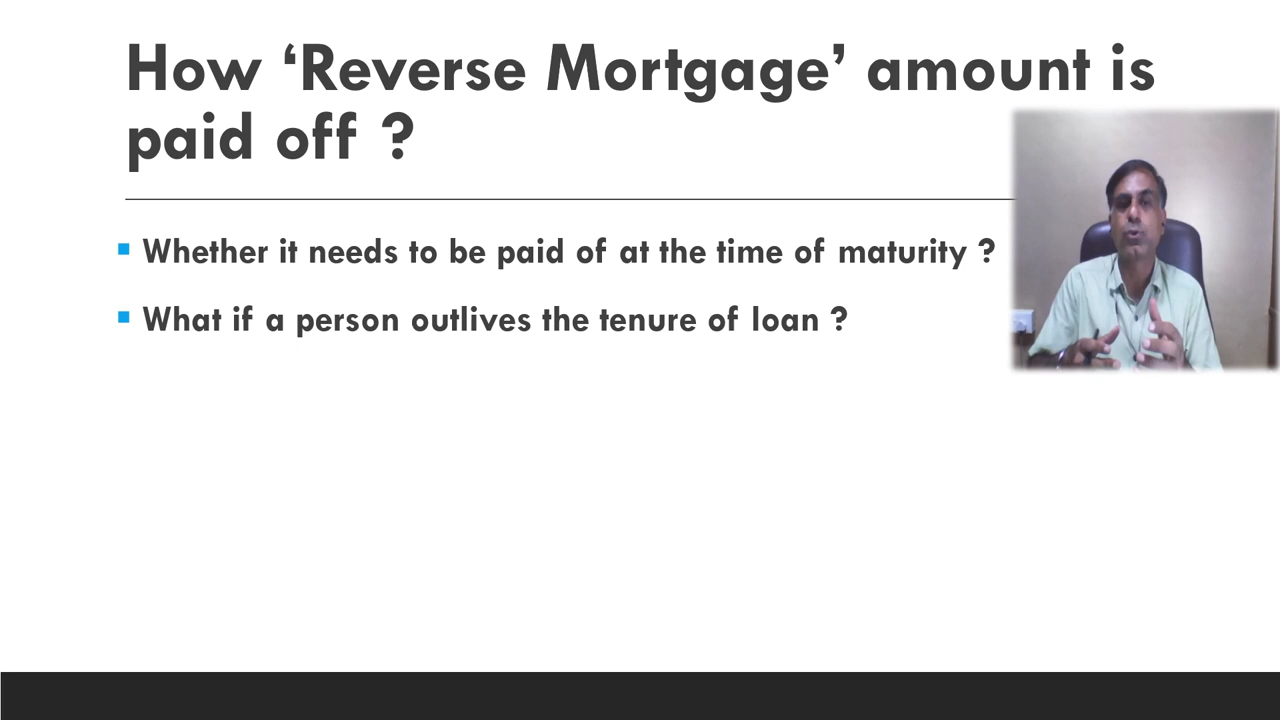 How ‘Reverse Mortgage’ amount is
paid off ?
Whether it needs to be paid of at the time of maturity ?
What if a person outlives the tenure of loan ?